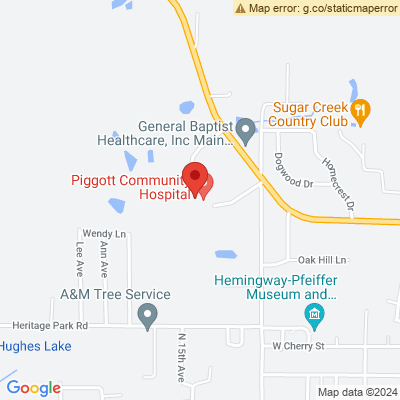 Map error: g.co/staticmaperror
Sugar Creek
Country Club
General Baptist
Healthcare, Inc Main...
Dogwood Dr
Homecrest Dr
Piggott Community
Hospital
Wendy Ln
Lee Ave
Ann Ave
Oak Hill Ln
Hemingway-Pfeiffer
Museum and...
A&M Tree Service
Heritage Park Rd
Hughes Lake
N 15th Ave
W Cherry St
Google
Map data ©2024